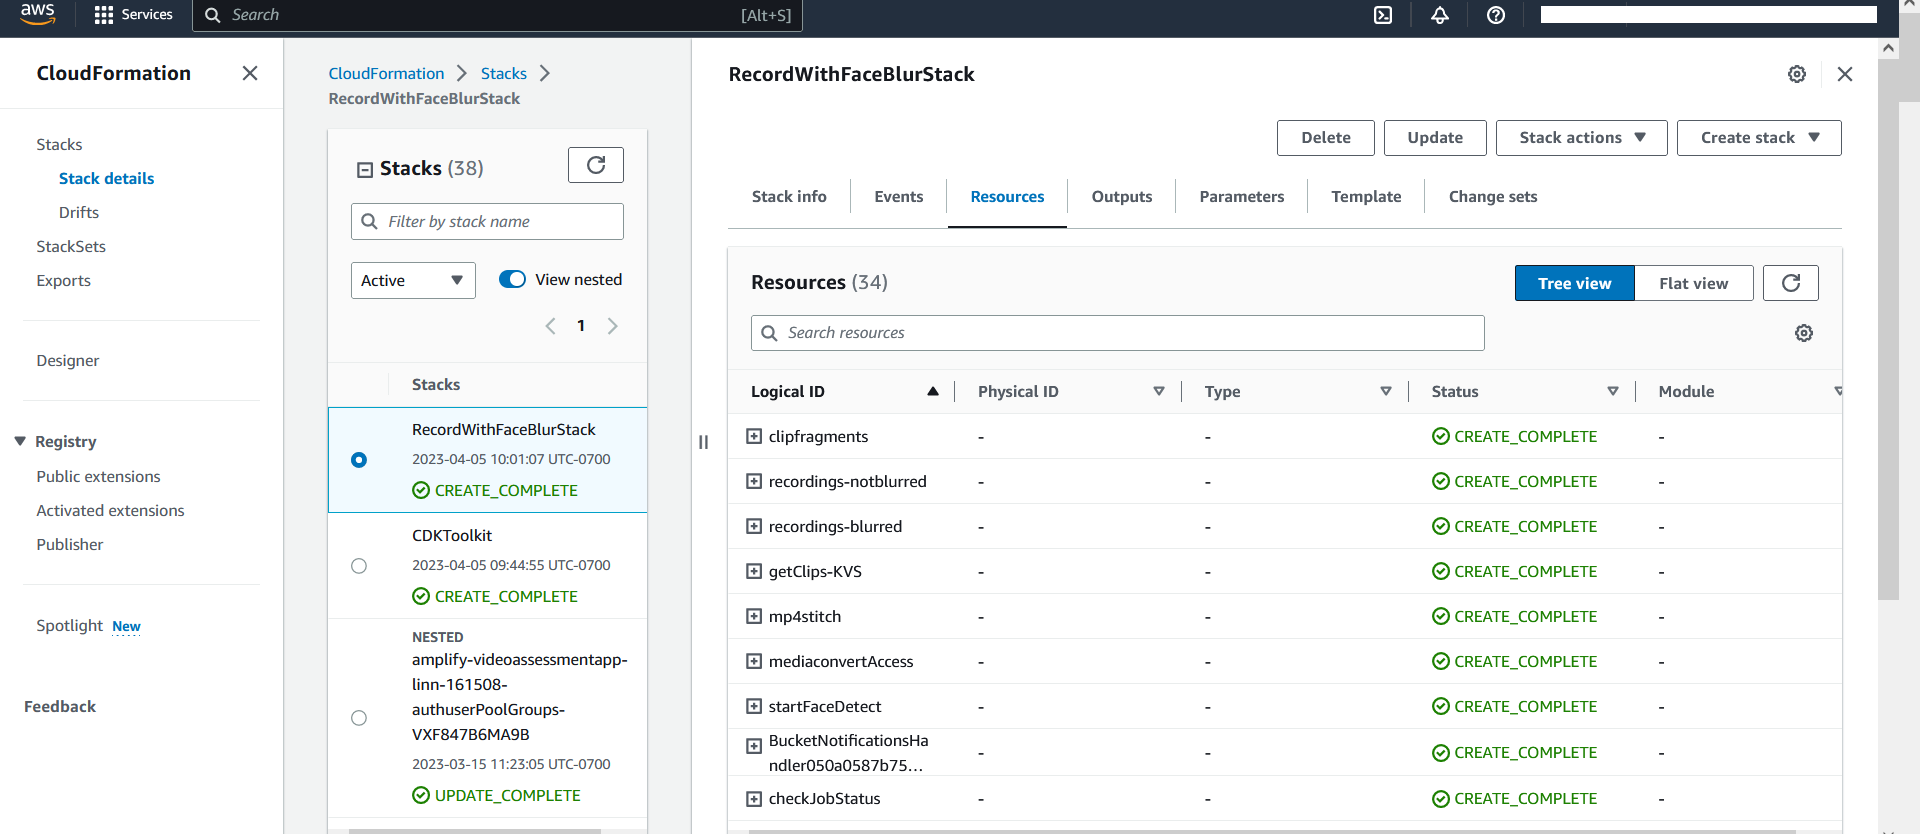 aws
Services
Search
[Alt+S]
CloudFormation
Stacks
Stack details
Drifts
StackSets
Exports
Designer
Registry
Public extensions
Activated extensions
Publisher
Spotlight New
Feedback
CloudFormation
Stacks
RecordWithFaceBlurStack
Stacks (38)
Filter by stack name
Active
View nested
1
Stacks
RecordWithFaceBlurStack
2023-04-05 10:01:07 UTC-0700
CREATE_COMPLETE
CDKToolkit
2023-04-05 09:44:55 UTC-0700
CREATE_COMPLETE
NESTED
amplify-videoassessmentapp-
linn-161508-
authuserPoolGroups-
VXF847B6MA9B
2023-03-15 11:23:05 UTC-0700
UPDATE_COMPLETE
RecordWithFaceBlurStack
Delete
Update
Stack actions
Create stack
Stack info
Events
Resources
Outputs
Parameters
Template
Change sets
Resources (34)
Tree view
Flat view
Search resources
Logical ID Physical ID Type Status Module
clipfragments - - CREATE_COMPLETE -
recordings-notblurred - - CREATE_COMPLETE -
recordings-blurred - - CREATE_COMPLETE -
getClips-KVS - - CREATE_COMPLETE -
mp4stitch - - CREATE_COMPLETE -
mediaconvertAccess - - CREATE_COMPLETE -
startFaceDetect - - CREATE_COMPLETE -
BucketNotificationsHa
ndler050a0587b75... - - CREATE_COMPLETE -
checkJobStatus - - CREATE_COMPLETE -